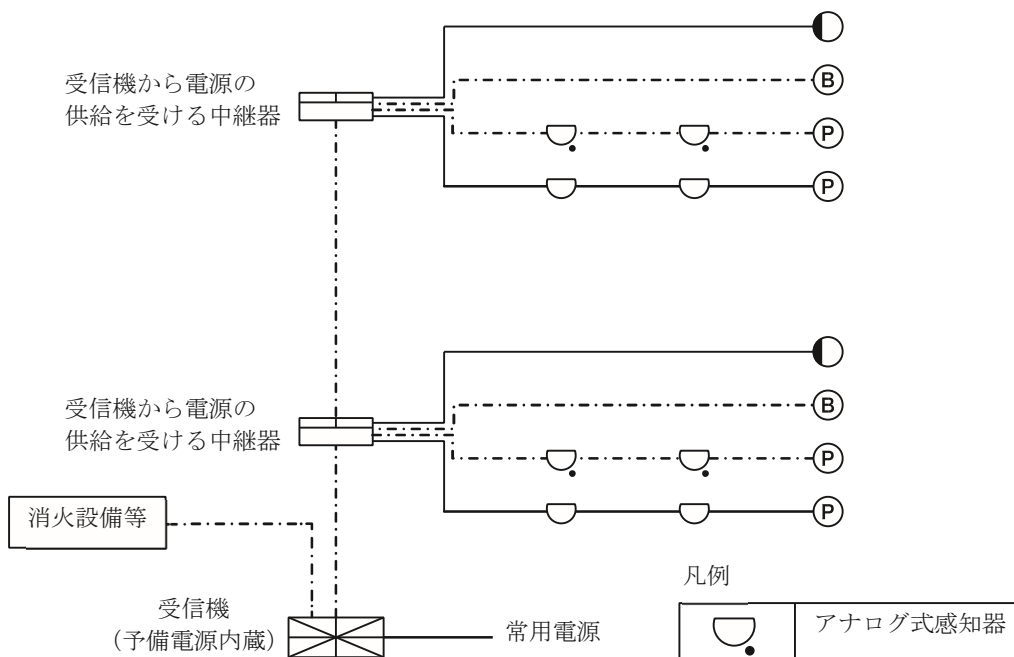 受信機から電源の
供給を受ける中継器
B
P
P
受信機から電源の
供給を受ける中継器
B
P
P
消火設備等
受信機
（予備電源内蔵）
常用電源
凡例
アナログ式感知器